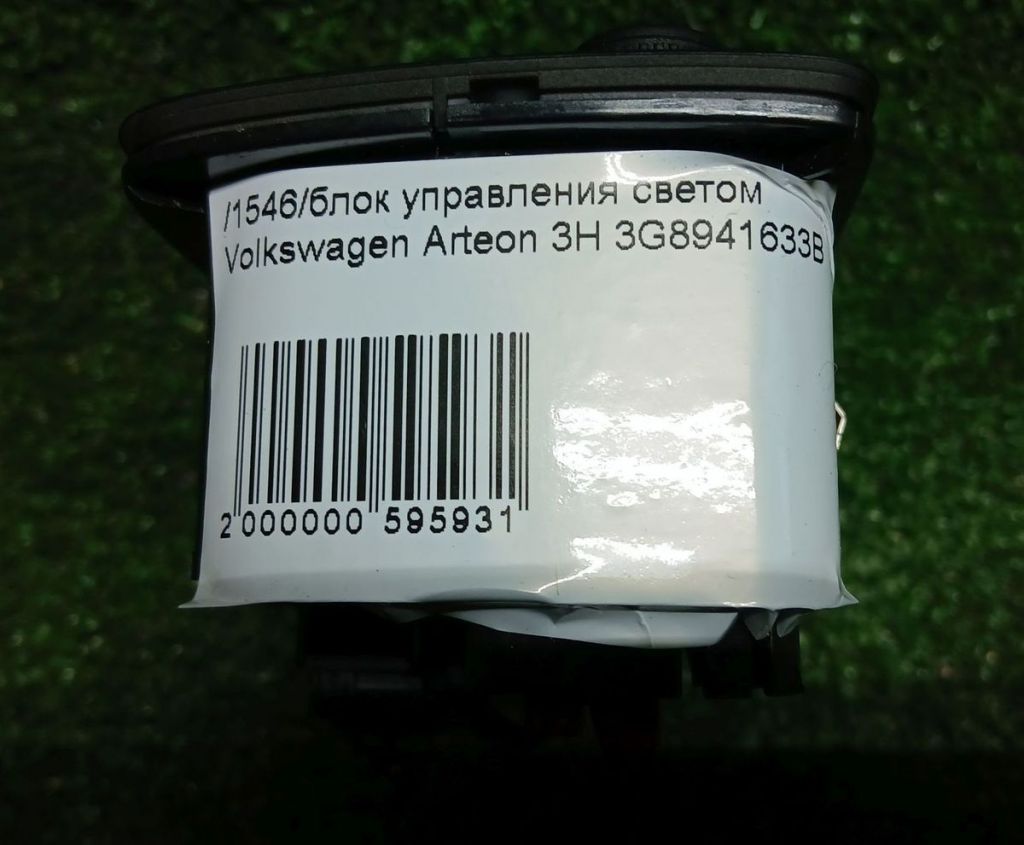 /1546/блок управления светом
Volkswagen Arteon 3H 3G8941633B
2 000000 595931